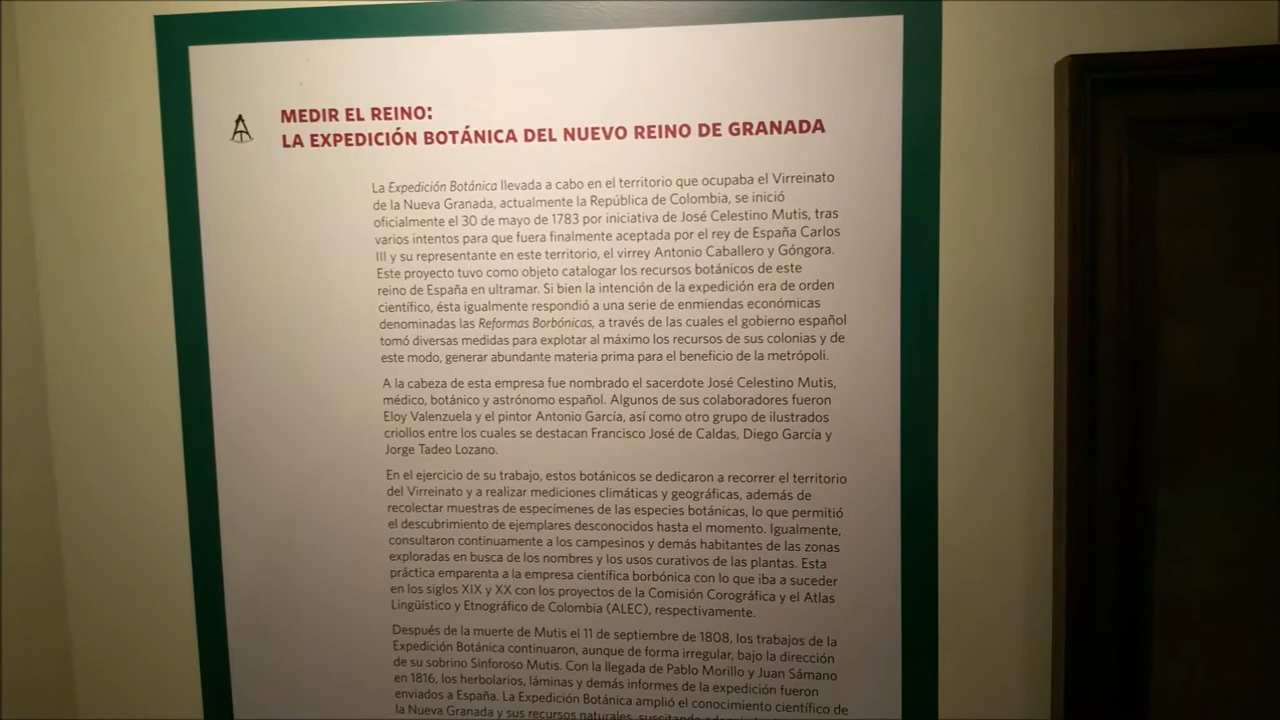 MEDIR EL REINO:
LA EXPEDICIÓN BOTÁNICA DEL NUEVO REINO DE GRANADA
La Expedición Botánica llevada a cabo en el territorio que ocupaba el Virreinato
de la Nueva Granada, actualmente la República de Colombia, se inició
oficialmente el 30 de mayo de 1783 por iniciativa de José Celestino Mutis, tras
varios intentos para que fuera finalmente aceptada por el rey de España Carlos
III y su representante en este territorio, el virrey Antonio Caballero y Góngora.
Este proyecto tuvo como objeto catalogar los recursos botánicos de este
reino de España en ultramar. Si bien la intención de la expedición era de orden
científico, ésta igualmente respondió a una serie de enmiendas económicas
denominadas las Reformas Borbónicas, a través de las cuales el gobierno español
tomó diversas medidas para explotar al máximo los recursos de sus colonias y de
este modo, generar abundante materia prima para el beneficio de la metrópoli.
A la cabeza de esta empresa fue nombrado el sacerdote José Celestino Mutis,
médico, botánico y astrónomo español. Algunos de sus colaboradores fueron
Eloy Valenzuela y el pintor Antonio García, así como otro grupo de ilustrados
criollos entre los cuales se destacan Francisco José de Caldas, Diego García y
Jorge Tadeo Lozano.
En el ejercicio de su trabajo, estos botánicos se dedicaron a recorrer el territorio
del Virreinato y a realizar mediciones climáticas y geográficas, además de
recolectar muestras de especímenes de las especies botánicas, lo que permitió
el descubrimiento de ejemplares desconocidos hasta el momento. Igualmente,
consultaron continuamente a los campesinos y demás habitantes de las zonas
exploradas en busca de los nombres y los usos curativos de las plantas. Esta
práctica emparenta a la empresa científica borbónica con lo que iba a suceder
en los siglos XIX y XX con los proyectos de la Comisión Corográfica y el Atlas
Lingüístico y Etnográfico de Colombia (ALEC), respectivamente.
Después de la muerte de Mutis el 11 de septiembre de 1808, los trabajos de la
Expedición Botánica continuaron, aunque de forma irregular, bajo la dirección
de su sobrino Sinforoso Mutis. Con la llegada de Pablo Morillo y Juan Sámano
en 1816, los herbolarios, láminas y demás informes de la expedición fueron
enviados a España. La Expedición Botánica amplió el conocimiento científico de
la Nueva Granada y sus recursos naturales, suscitando